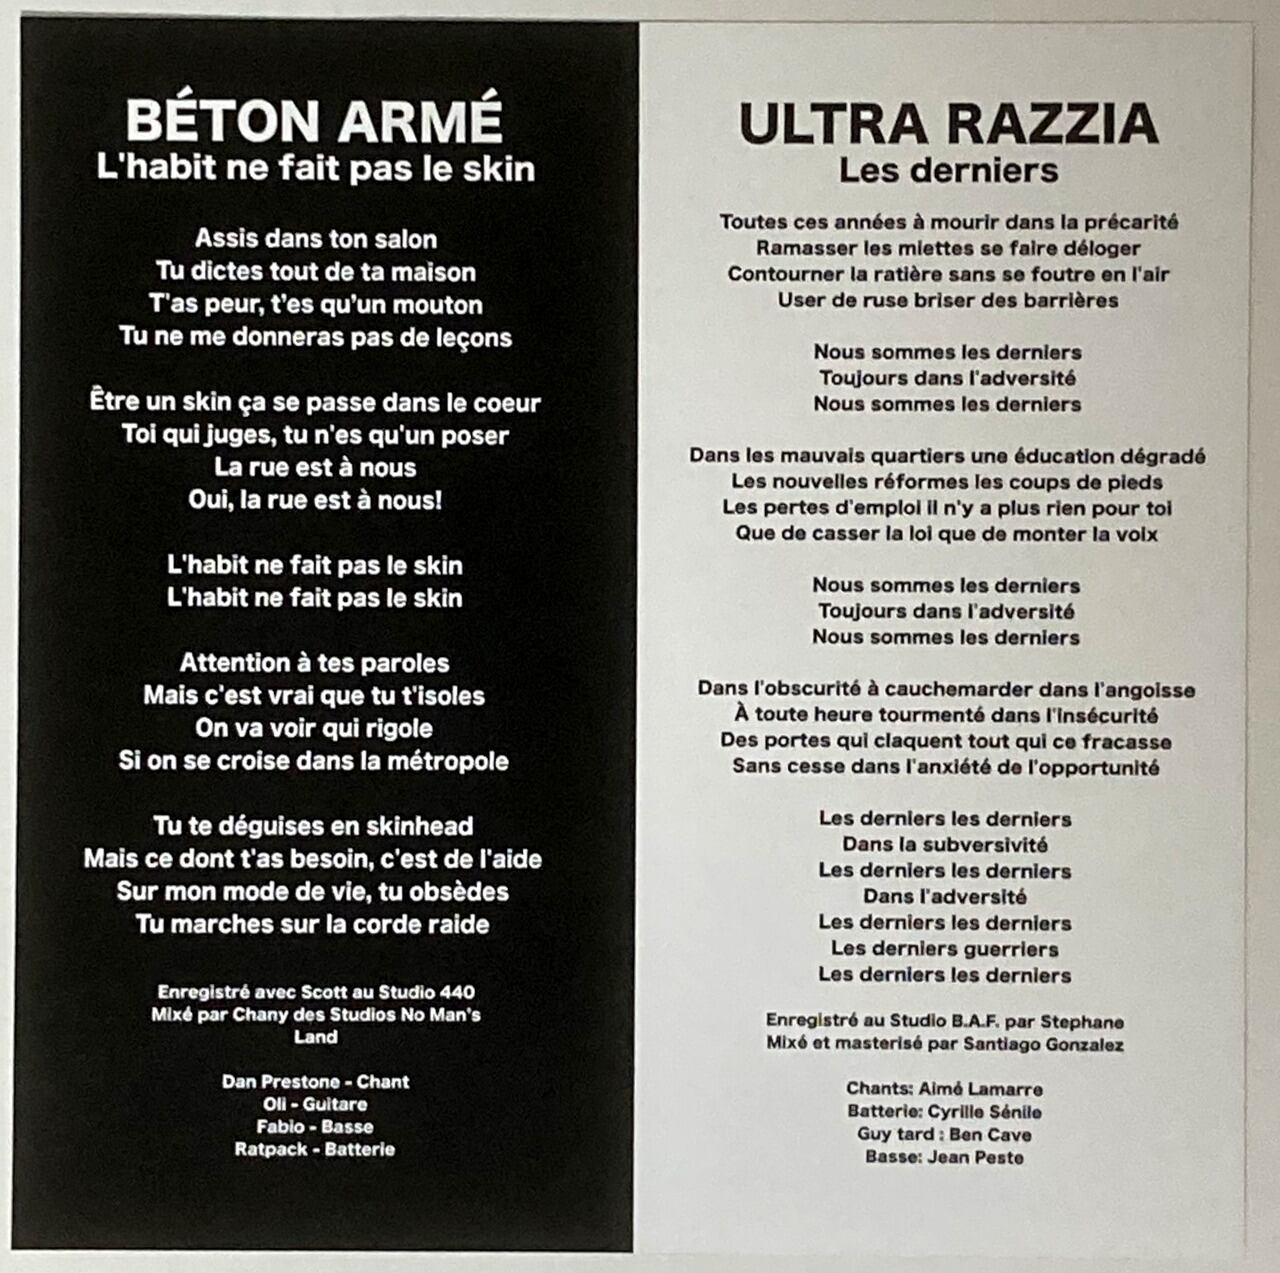 BÉTON ARMÉ
L'habit ne fait pas le skin
Assis dans ton salon
Tu dictes tout de ta maison
T'as peur, t'es qu'un mouton
Tu ne me donneras pas de leçons
Être un skin ça se passe dans le coeur
Toi qui juges, tu n'es qu'un poser
La rue est à nous
Oui, la rue est à nous!
L'habit ne fait pas le skin
L'habit ne fait pas le skin
Attention à tes paroles
Mais c'est vrai que tu t'isoles
On va voir qui rigole
Si on se croise dans la métropole
Tu te déguises en skinhead
Mais ce dont t'as besoin, c'est de l'aide
Sur mon mode de vie, tu obsèdes
Tu marches sur la corde raide
Enregistré avec Scott au Studio 440
Mixé par Chany des Studios No Man's
Land
Dan Prestone - Chant
Oli - Guitare
Fabio - Basse
Ratpack - Batterie
ULTRA RAZZIA
Les derniers
Toutes ces années à mourir dans la précarité
Ramasser les miettes se faire déloger
Contourner la ratière sans se foutre en l'air
User de ruse briser des barrières
Nous sommes les derniers
Toujours dans l'adversité
Nous sommes les derniers
Dans les mauvais quartiers une éducation dégradé
Les nouvelles réformes les coups de pieds
Les pertes d'emploi il n'y a plus rien pour toi
Que de casser la loi que de monter la voix
Nous sommes les derniers
Toujours dans l'adversité
Nous sommes les derniers
Dans l'obscurité à cauchemarder dans l'angoisse
À toute heure tourmenté dans l'insécurité
Des portes qui claquent tout qui ce fracasse
Sans cesse dans l'anxiété de l'opportunité
Les derniers les derniers
Dans la subversivité
Les derniers les derniers
Dans l'adversité
Les derniers les derniers
Les derniers guerriers
Les derniers les derniers
Enregistré au Studio B.A.F. par Stephane
Mixé et masterisé par Santiago Gonzalez
Chants: Aimé Lamarre
Batterie: Cyrille Sénile
Guy tard : Ben Cave
Basse: Jean Peste